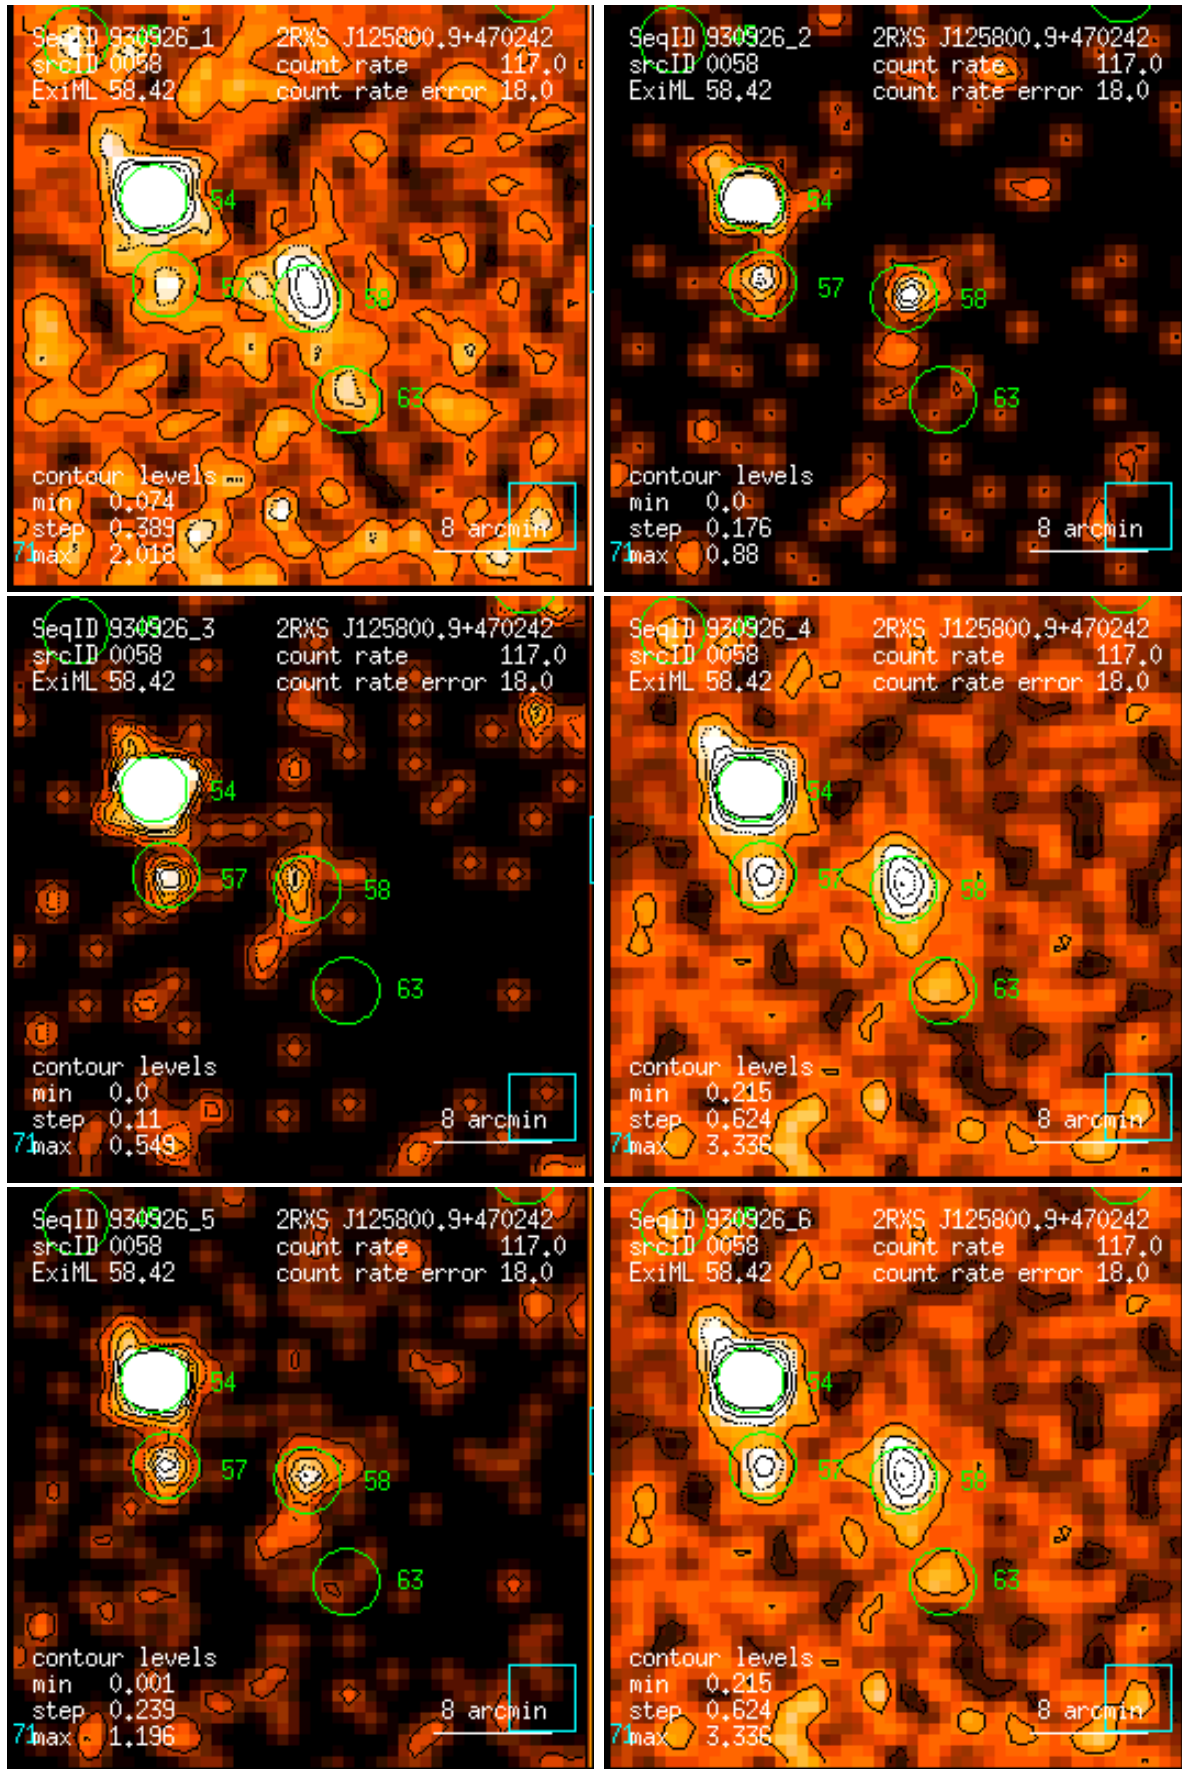 SeqID 930926_1 2RXS J125800.9+470242
srcID 0058 count rate 117.0
ExiML 58.42 count rate error 18.0
54
57
58
63
contour levels
min 0.074
step 0.389 8 arcmin
71 max 2.018
SeqID 930926_2 2RXS J125800.9+470242
srcID 0058 count rate 117.0
ExiML 58.42 count rate error 18.0
54
57
58
63
contour levels
min 0.0
step 0.176 8 arcmin
71 max 0.88
SeqID 930926_3 2RXS J125800.9+470242
srcID 0058 count rate 117.0
ExiML 58.42 count rate error 18.0
54
57
58
63
contour levels
min 0.0
step 0.11 8 arcmin
71 max 0.549
SeqID 930926_4 2RXS J125800.9+470242
srcID 0058 count rate 117.0
ExiML 58.42 count rate error 18.0
54
57
58
63
contour levels
min 0.215
step 0.624 8 arcmin
71 max 3.336
SeqID 930926_5 2RXS J125800.9+470242
srcID 0058 count rate 117.0
ExiML 58.42 count rate error 18.0
54
57
58
63
contour levels
min 0.001
step 0.239 8 arcmin
71 max 1.196
SeqID 930926_6 2RXS J125800.9+470242
srcID 0058 count rate 117.0
ExiML 58.42 count rate error 18.0
54
57
58
63
contour levels
min 0.215
step 0.624 8 arcmin
71 max 3.336